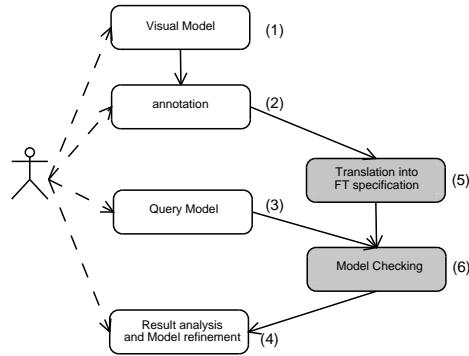 Visual Model
(1)
annotation
(2)
Translation into
FT specification
(5)
Query Model
(3)
Model Checking
(6)
Result analysis
and Model refinement
(4)